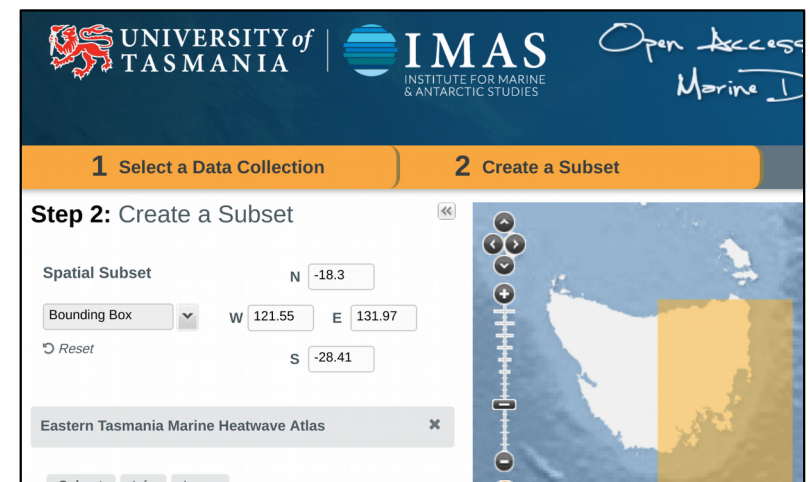 UNIVERSITY of
TASMANIA
IMAS
INSTITUTE FOR MARINE
& ANTARCTIC STUDIES
Open Access
Marine D
1 Select a Data Collection
2 Create a Subset
Step 2: Create a Subset
Spatial Subset
N -18.3
Bounding Box
W 121.55 E 131.97
Reset
S -28.41
Eastern Tasmania Marine Heatwave Atlas